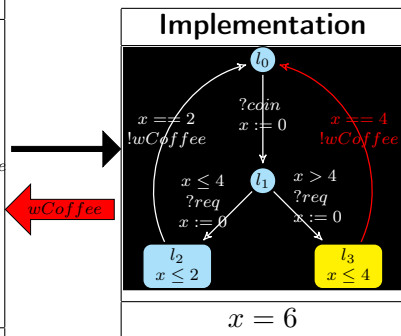 Implementation
l0
x == 2
!wCoffee
?coin
x := 0
x == 4
!wCoffee
e
l1
x ≤ 4
?req
x := 0
x > 4
?req
x := 0
wCoffee
l2
x ≤ 2
l3
x ≤ 4
x = 6